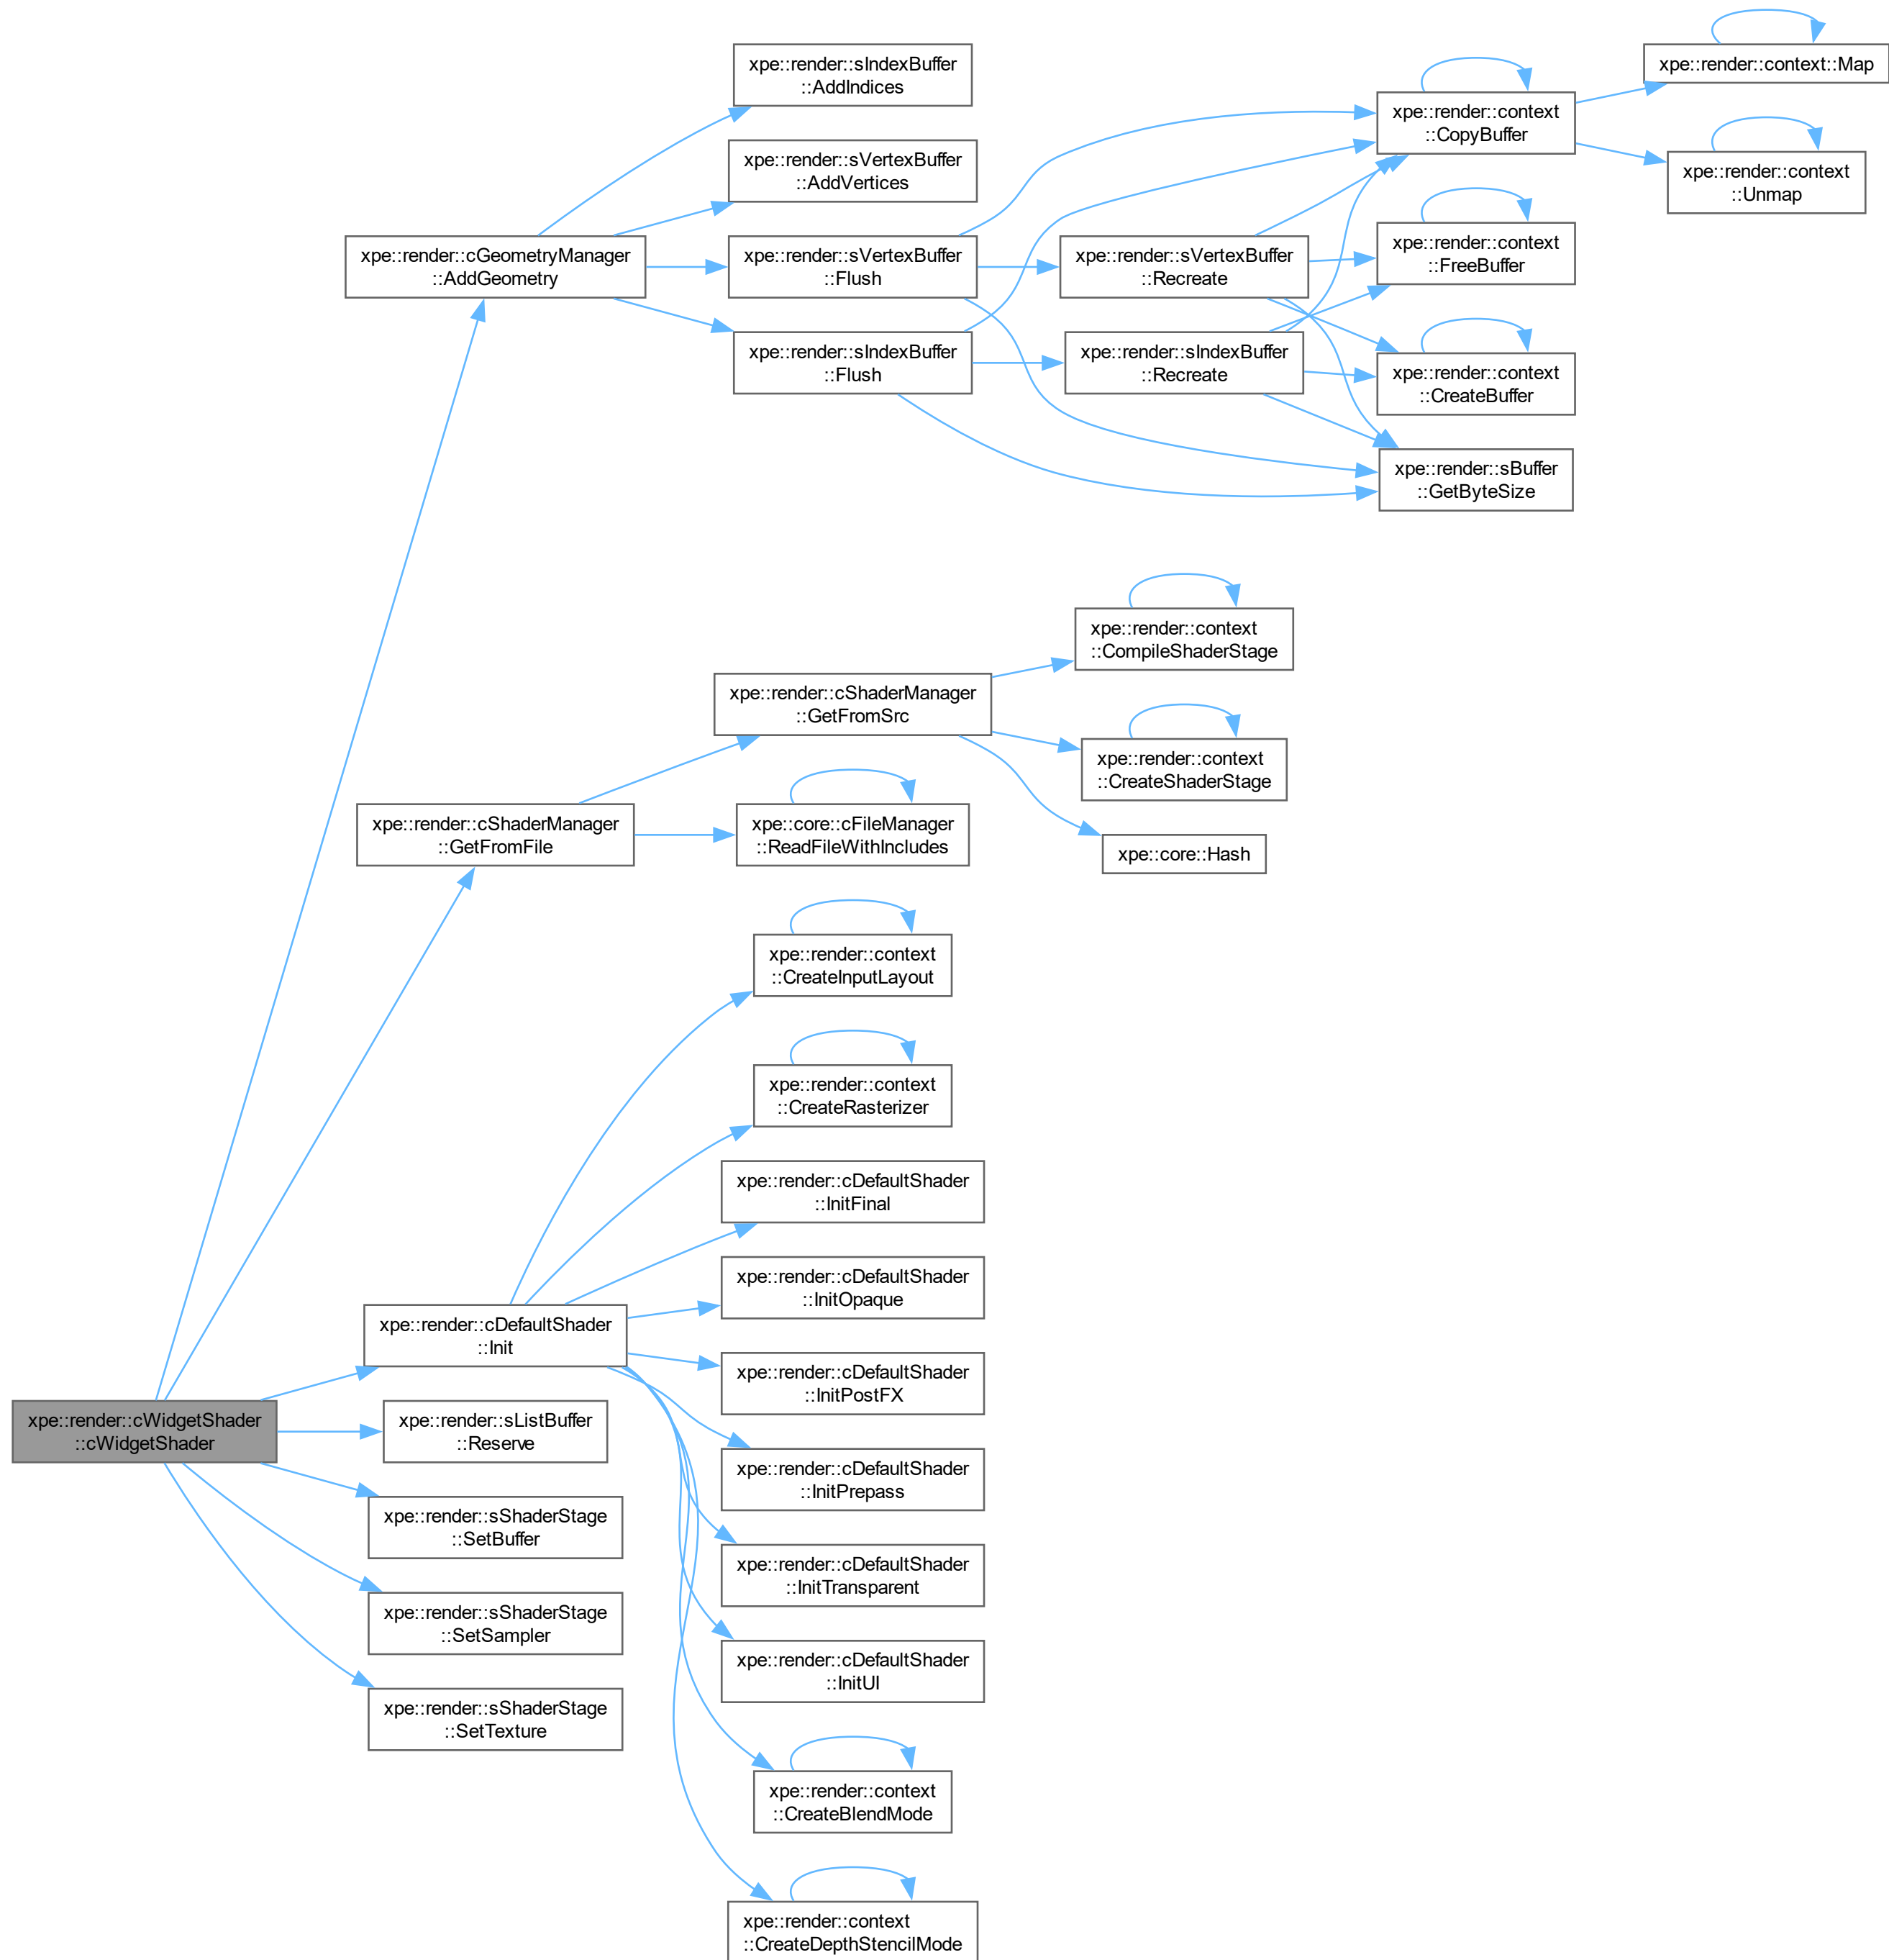 xpe::render::context::Map
xpe::render::sIndexBuffer
::AddIndices
xpe::render::context
::CopyBuffer
xpe::render::sVertexBuffer
::AddVertices
xpe::render::context
::Unmap
xpe::render::cGeometryManager
::AddGeometry
xpe::render::sVertexBuffer
::Flush
xpe::render::sVertexBuffer
::Recreate
xpe::render::context
::FreeBuffer
xpe::render::sIndexBuffer
::Flush
xpe::render::sIndexBuffer
::Recreate
xpe::render::context
::CreateBuffer
xpe::render::sBuffer
::GetByteSize
xpe::render::context
::CompileShaderStage
xpe::render::cShaderManager
::GetFromSrc
xpe::render::context
::CreateShaderStage
xpe::render::cShaderManager
::GetFromFile
xpe::core::cFileManager
::ReadFileWithIncludes
xpe::core::Hash
xpe::render::context
::CreateInputLayout
xpe::render::context
::CreateRasterizer
xpe::render::cDefaultShader
::InitFinal
xpe::render::cDefaultShader
::InitOpaque
xpe::render::cDefaultShader
::Init
xpe::render::cDefaultShader
::InitPostFX
xpe::render::cWidgetShader
::cWidgetShader
xpe::render::sListBuffer
::Reserve
xpe::render::cDefaultShader
::InitPrepass
xpe::render::sShaderStage
::SetBuffer
xpe::render::cDefaultShader
::InitTransparent
xpe::render::sShaderStage
::SetSampler
xpe::render::cDefaultShader
::InitUI
xpe::render::sShaderStage
::SetTexture
xpe::render::context
::CreateBlendMode
xpe::render::context
::CreateDepthStencilMode